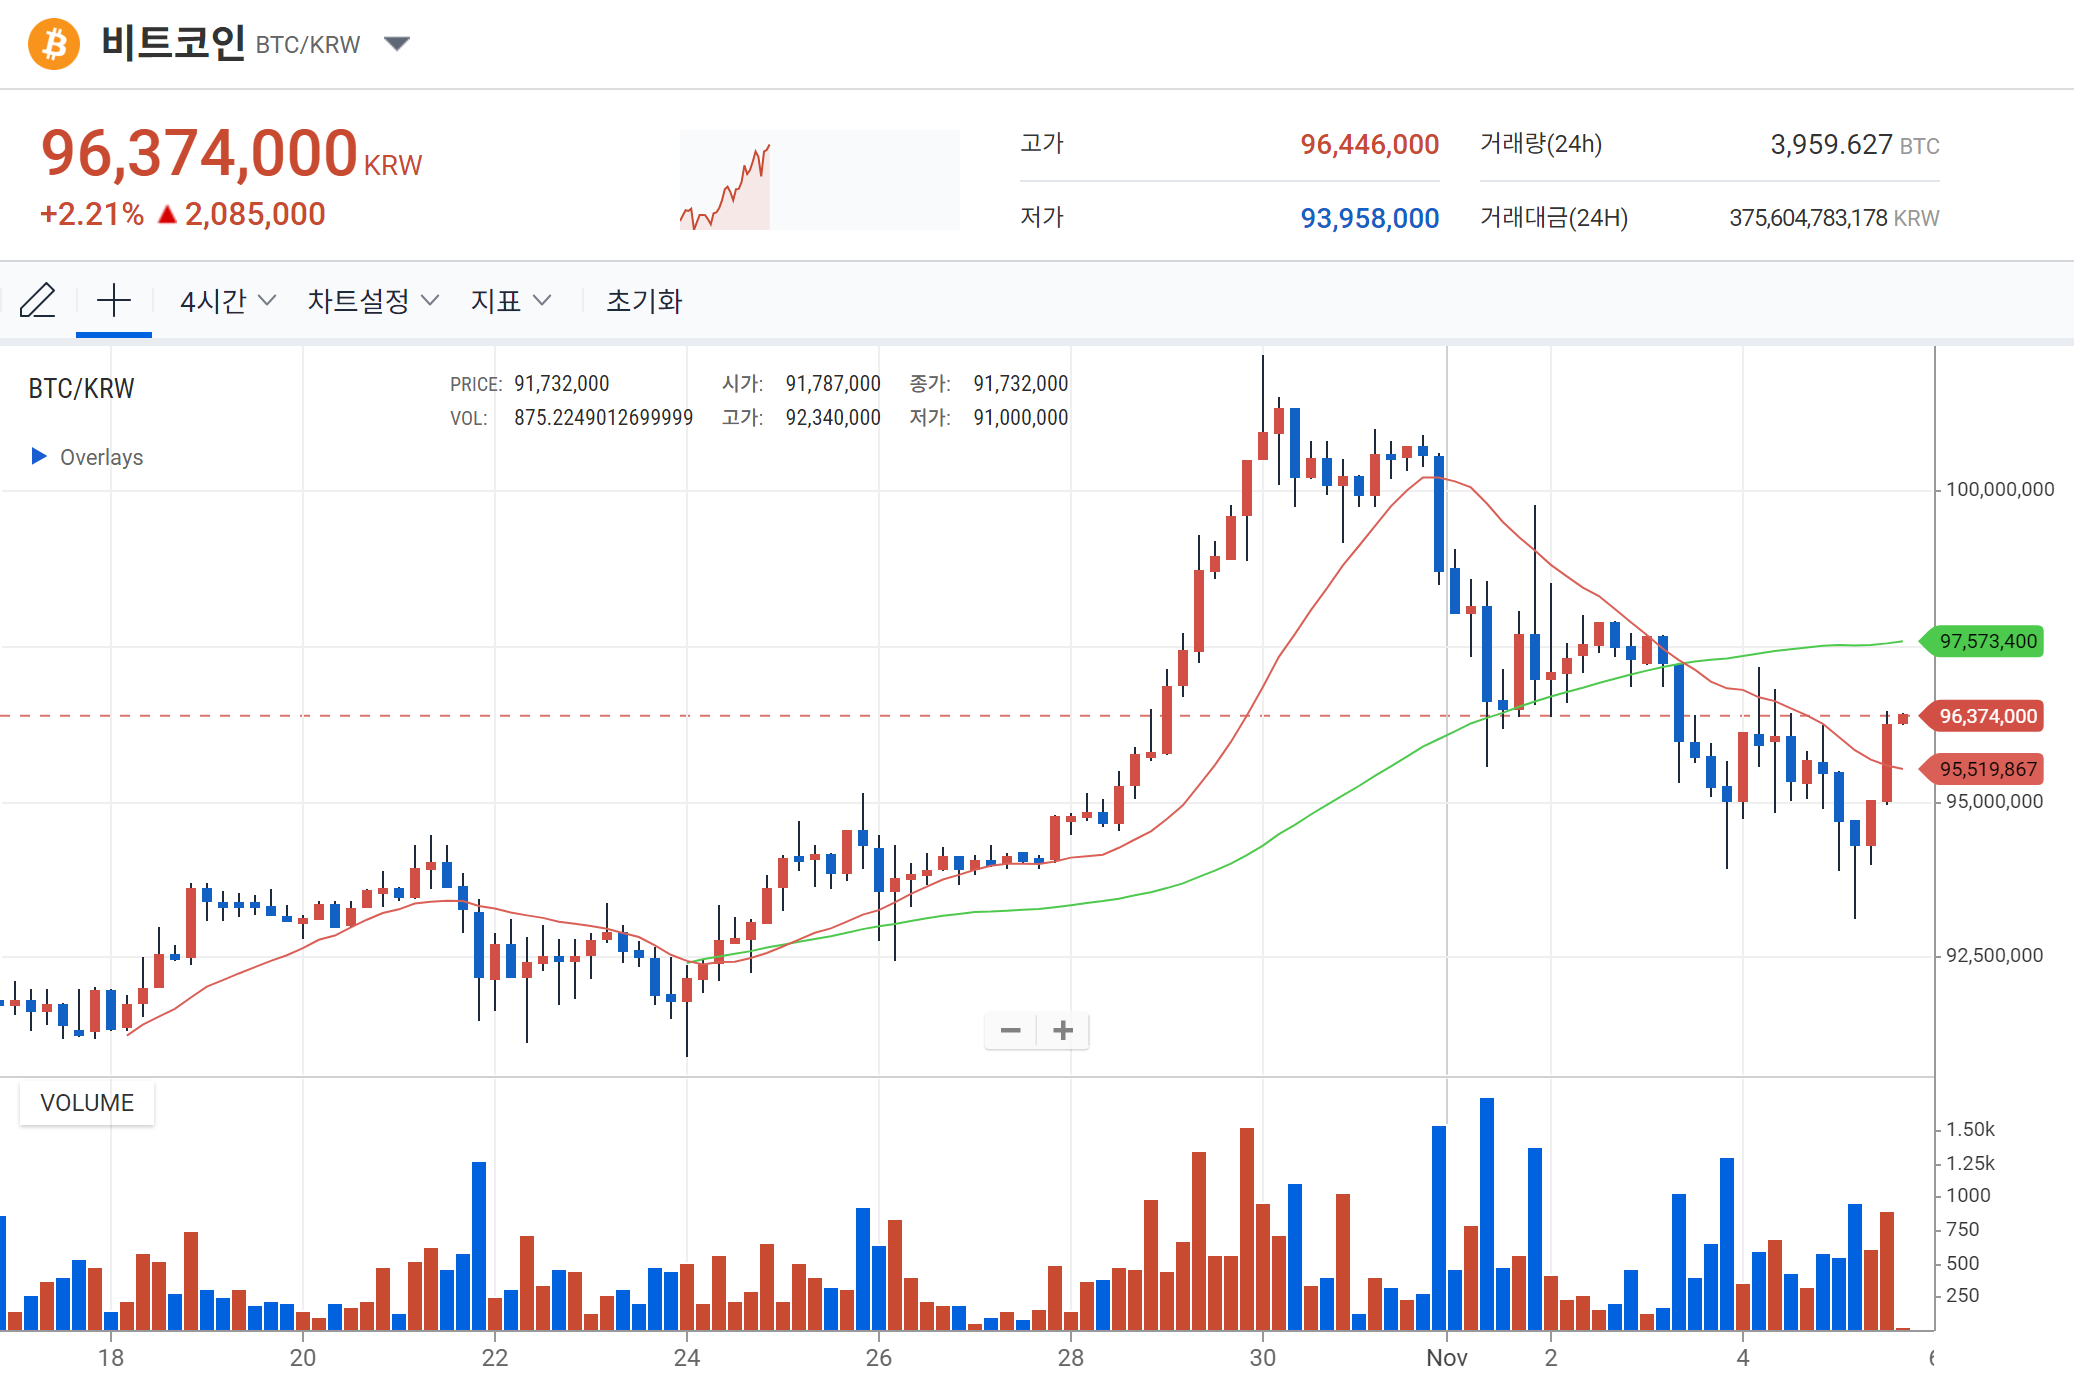 비트코인 BTC/KRW
96,374,000 KRW
+2.21% ▲ 2,085,000
고가 96,446,000
저가 93,958,000
거래량(24h) 3,959.627 BTC
거래대금(24H) 375,604,783,178 KRW
4시간 차트설정 지표 초기화
BTC/KRW
PRICE: 91,732,000 시가: 91,787,000 종가: 91,732,000
VOL: 875.2249012699999 고가: 92,340,000 저가: 91,000,000
Overlays
100,000,000
97,573,400
96,374,000
95,519,867
95,000,000
92,500,000
VOLUME
1.50k
1.25k
1000
750
500
250
18 20 22 24 26 28 30 Nov 2 4